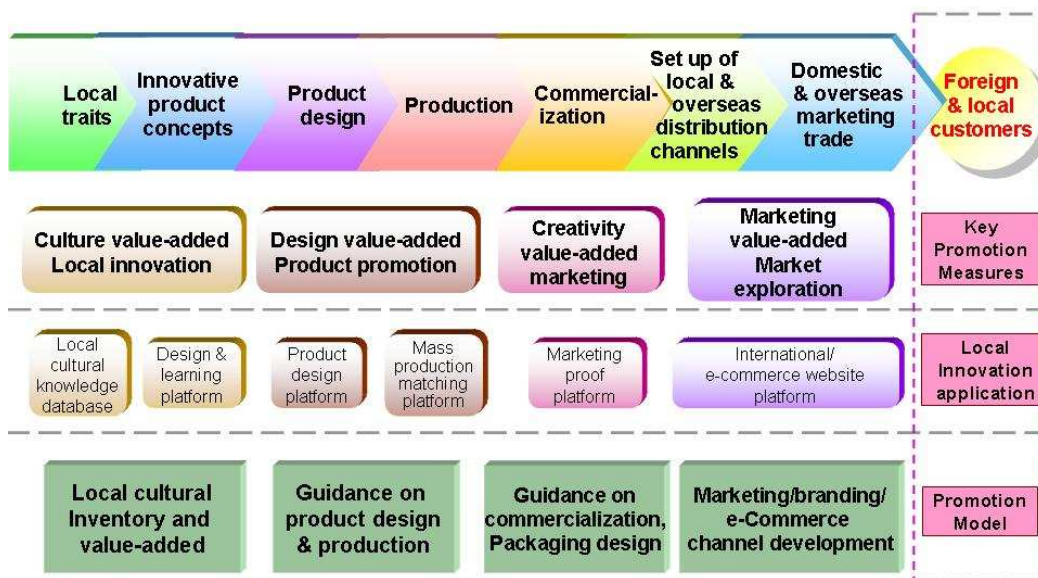 Local
traits
Innovative
product
concepts
Product
design
Production
Commercial-
ization
Set up of
local &
overseas
distribution
channels
Domestic
& overseas
marketing
trade
Foreign
& local
customers
Culture value-added
Local innovation
Design value-added
Product promotion
Creativity
value-added
marketing
Marketing
value-added
Market
exploration
Key
Promotion
Measures
Local
cultural
knowledge
database
Design &
learning
platform
Product
design
platform
Mass
production
matching
platform
Marketing
proof
platform
International/
e-commerce website
platform
Local
Innovation
application
Local cultural
Inventory and
value-added
Guidance on
product design
& production
Guidance on
commercialization,
Packaging design
Marketing/branding/
e-Commerce
channel development
Promotion
Model